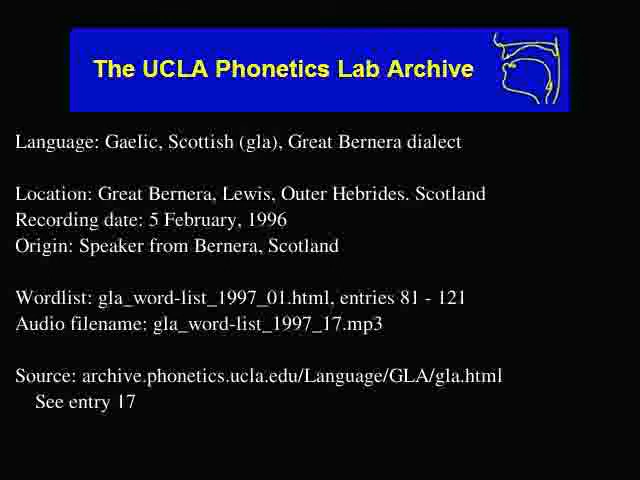 The UCLA Phonetics Lab Archive
Language: Gaelic, Scottish (gla), Great Bernera dialect
Location: Great Bernera, Lewis, Outer Hebrides. Scotland
Recording date: 5 February, 1996
Origin: Speaker from Bernera, Scotland
Wordlist: gla_word-list_1997_01.html, entries 81 - 121
Audio filename: gla_word-list_1997_17.mp3
Source: archive.phonetics.ucla.edu/Language/GLA/gla.html
See entry 17